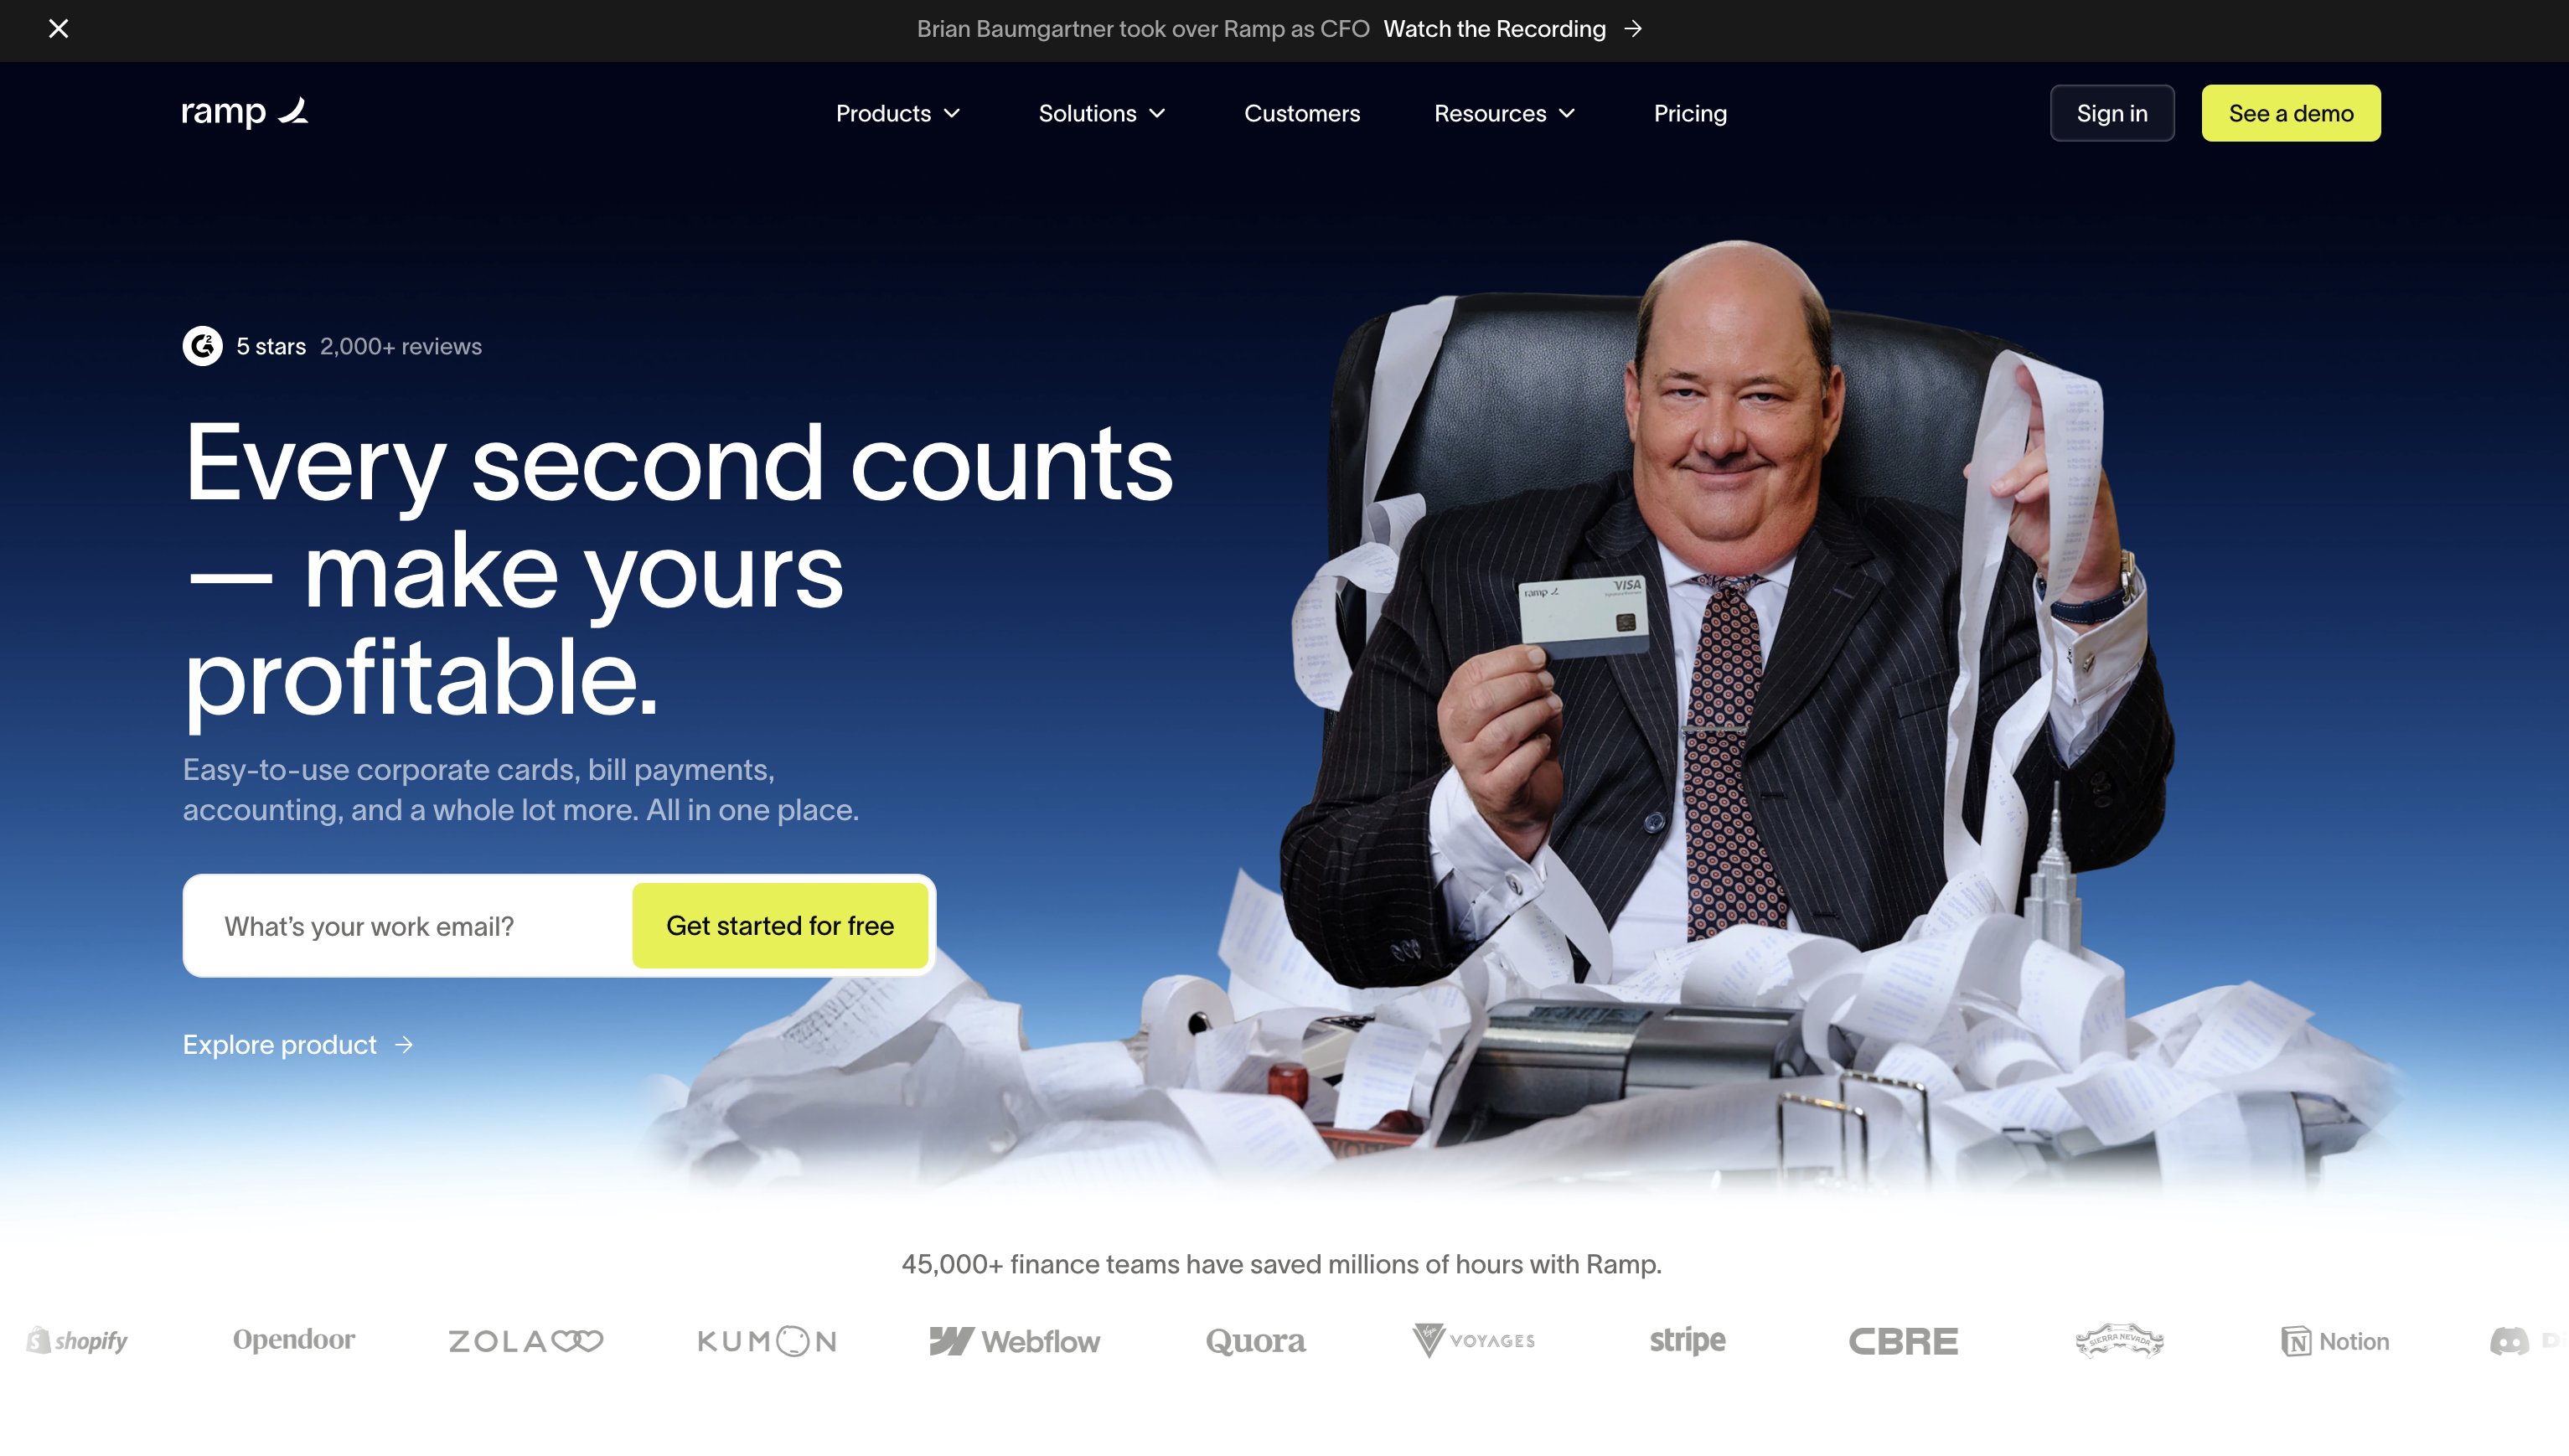 Brian Baumgartner took over Ramp as CFO Watch the Recording →
ramp
Products
Solutions
Customers
Resources
Pricing
Sign in
See a demo
G2 5 stars 2,000+ reviews
Every second counts
— make yours
profitable.
Easy-to-use corporate cards, bill payments,
accounting, and a whole lot more. All in one place.
What’s your work email?
Get started for free
Explore product →
ramp
VISA
45,000+ finance teams have saved millions of hours with Ramp.
shopify
Opendoor
ZOLA
KUMON
Webflow
Quora
Virgin VOYAGES
stripe
CBRE
SIERRA NEVADA
Notion